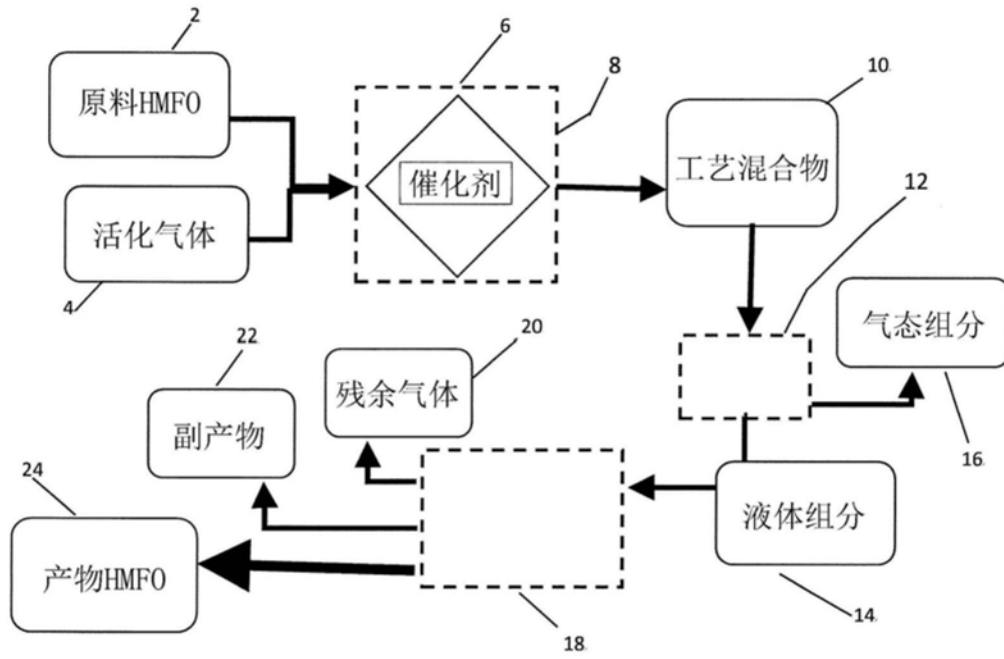 2
6
8
10
原料HMFO
催化剂
工艺混合物
12
活化气体
4
气态组分
22
20
残余气体
副产物
16
24
液体组分
产物HMFO
18
14